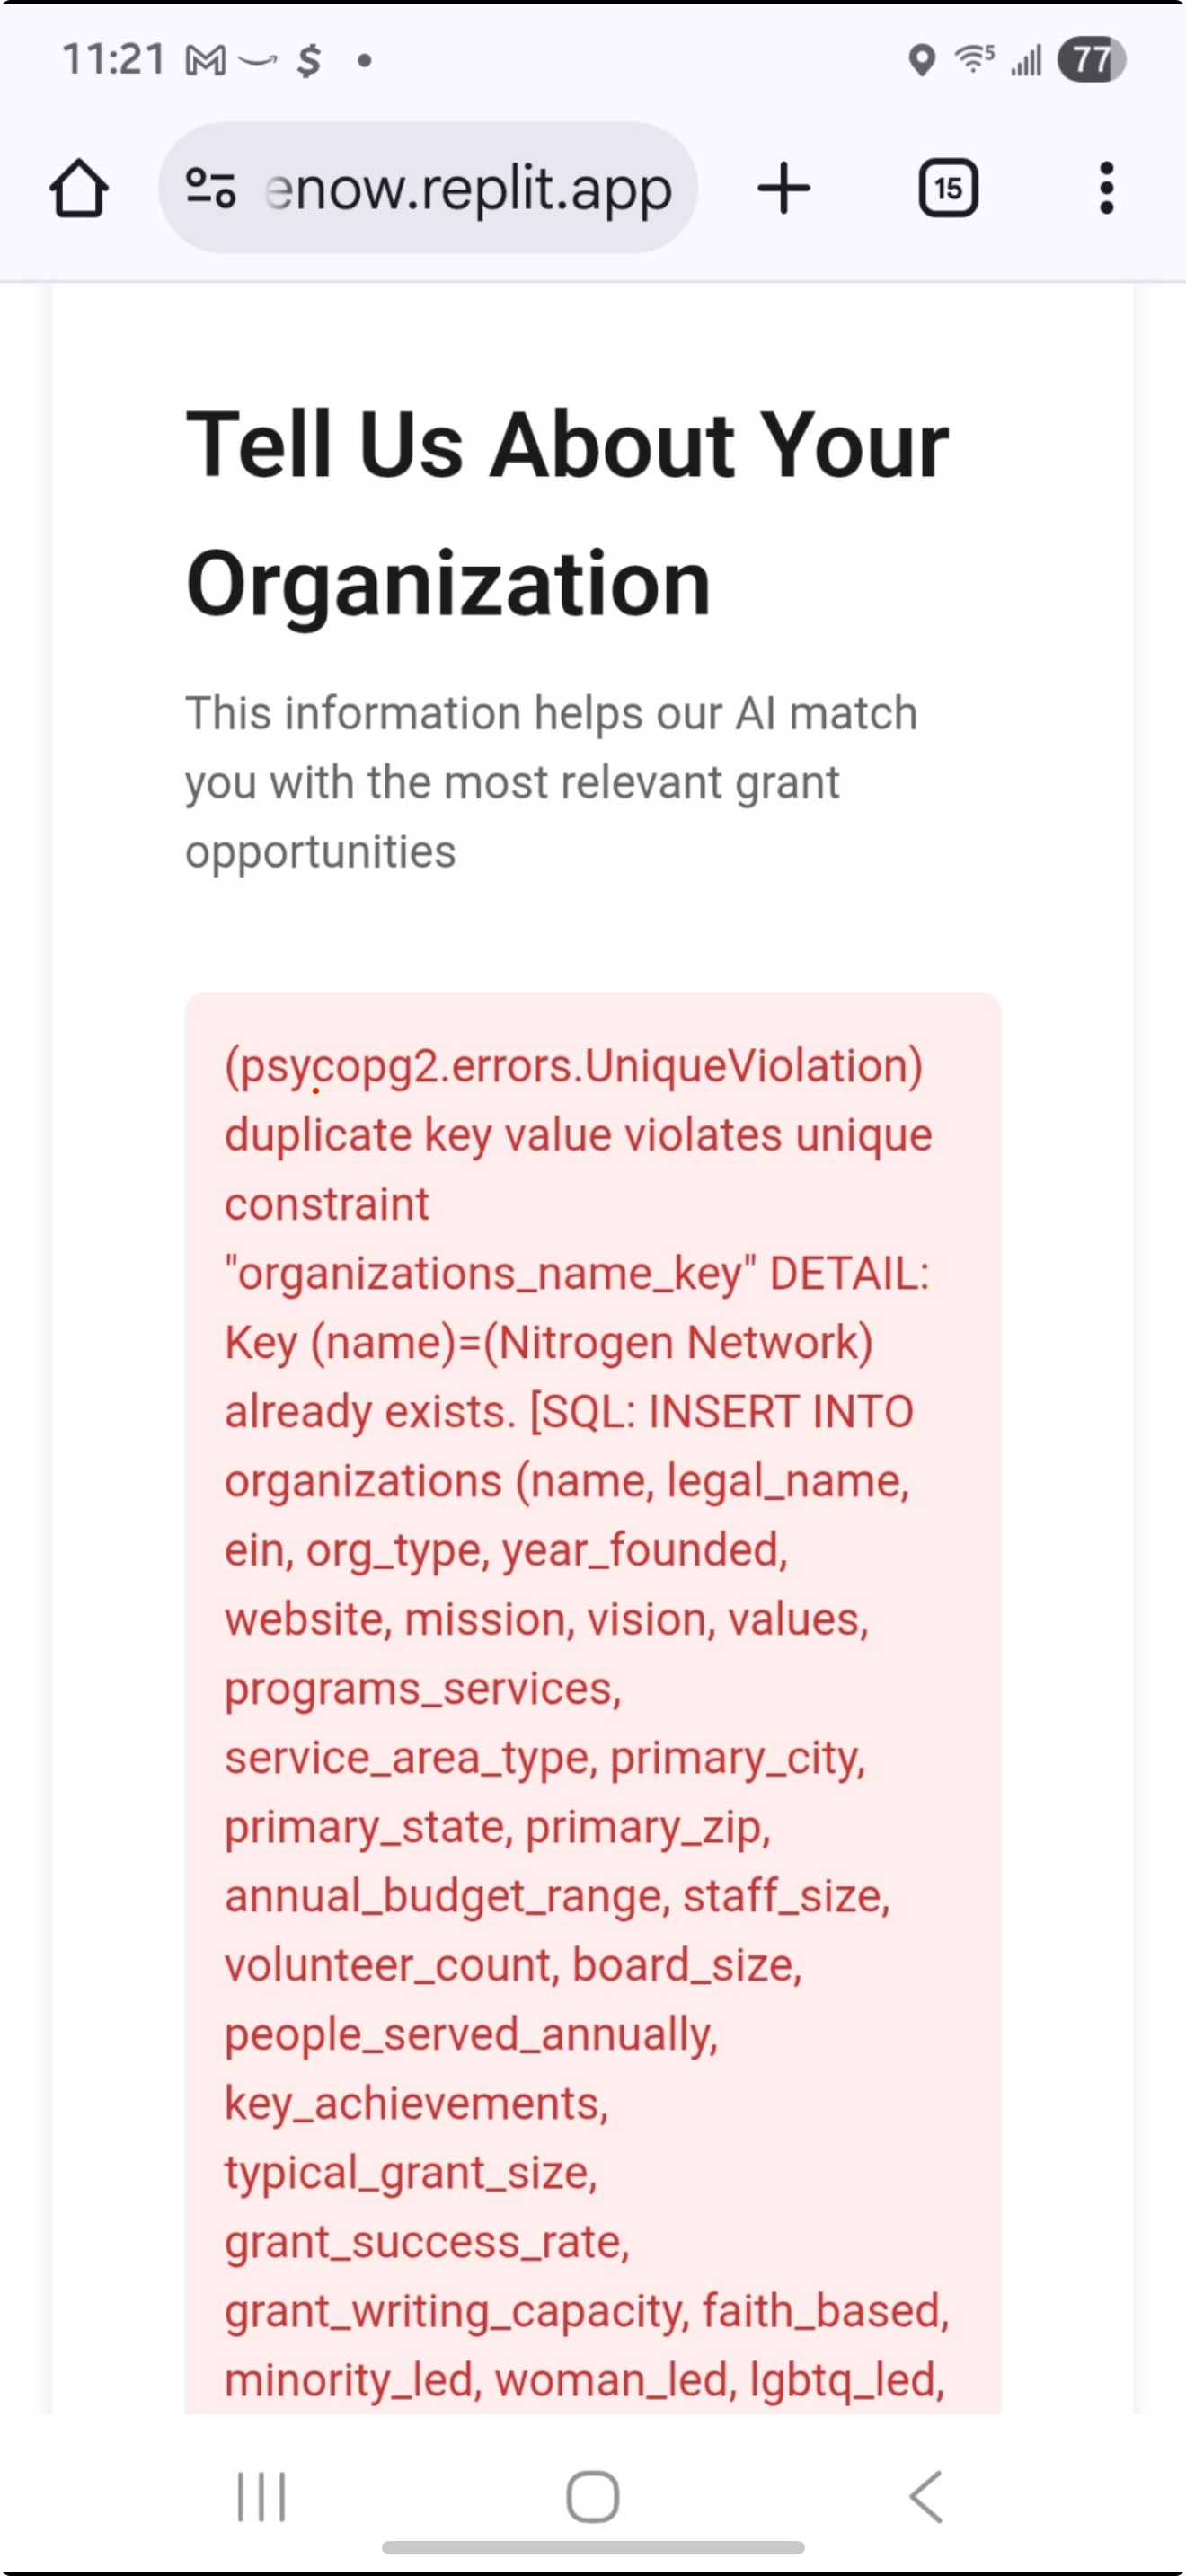 11:21 $
5 77
enow.replit.app 15
Tell Us About Your
Organization
This information helps our AI match
you with the most relevant grant
opportunities
(psycopg2.errors.UniqueViolation)
duplicate key value violates unique
constraint
"organizations_name_key" DETAIL:
Key (name)=(Nitrogen Network)
already exists. [SQL: INSERT INTO
organizations (name, legal_name,
ein, org_type, year_founded,
website, mission, vision, values,
programs_services,
service_area_type, primary_city,
primary_state, primary_zip,
annual_budget_range, staff_size,
volunteer_count, board_size,
people_served_annually,
key_achievements,
typical_grant_size,
grant_success_rate,
grant_writing_capacity, faith_based,
minority_led, woman_led, lgbtq_led,